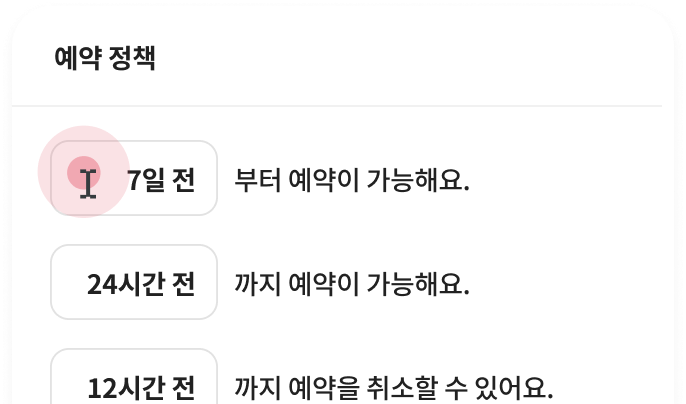 예약 정책
7일 전 부터 예약이 가능해요.
24시간 전 까지 예약이 가능해요.
12시간 전 까지 예약을 취소할 수 있어요.